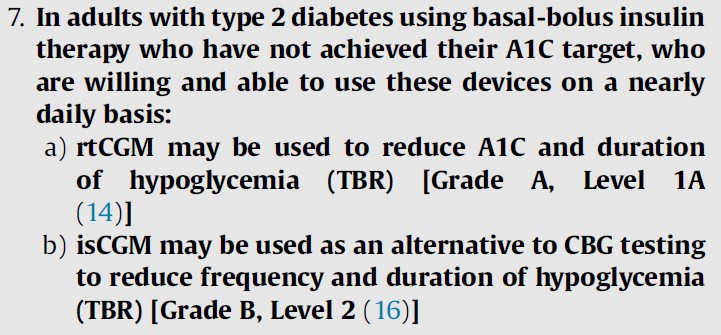 7. In adults with type 2 diabetes using basal-bolus insulin
therapy who have not achieved their A1C target, who
are willing and able to use these devices on a nearly
daily basis:
a) rtCGM may be used to reduce A1C and duration
of hypoglycemia (TBR) [Grade A, Level 1A
(14)]
b) isCGM may be used as an alternative to CBG testing
to reduce frequency and duration of hypoglycemia
(TBR) [Grade B, Level 2 (16)]